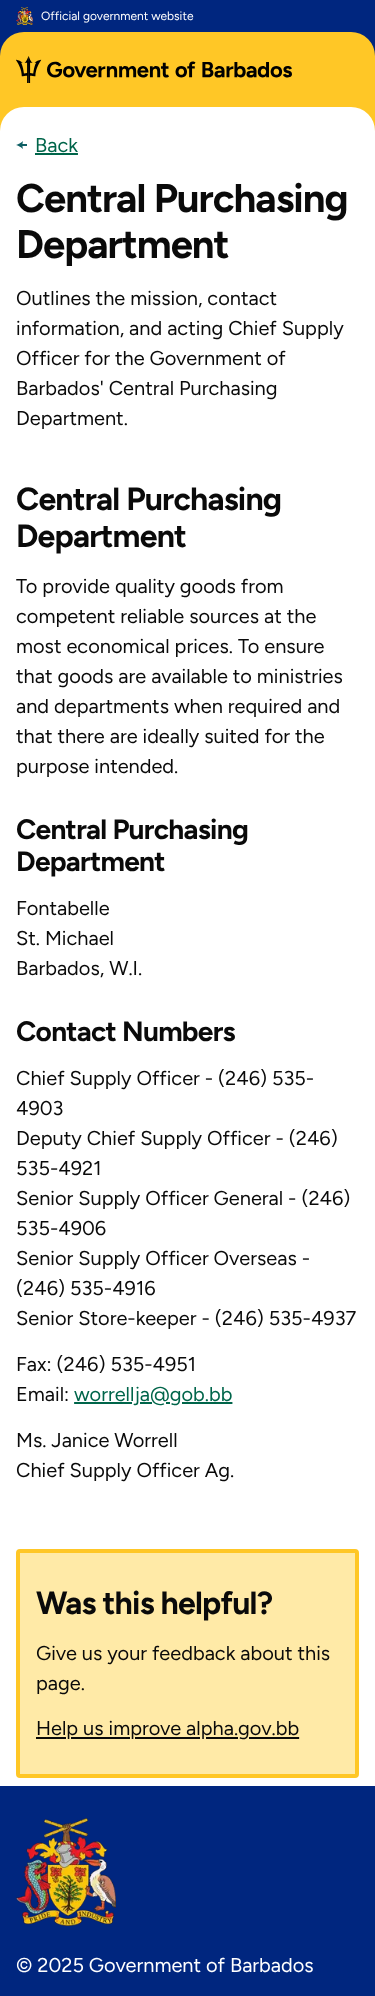 Official government website
Government of Barbados
Back
Central Purchasing
Department
Outlines the mission, contact
information, and acting Chief Supply
Officer for the Government of
Barbados' Central Purchasing
Department.
Central Purchasing
Department
To provide quality goods from
competent reliable sources at the
most economical prices. To ensure
that goods are available to ministries
and departments when required and
that there are ideally suited for the
purpose intended.
Central Purchasing
Department
Fontabelle
St. Michael
Barbados, W.I.
Contact Numbers
Chief Supply Officer - (246) 535-
4903
Deputy Chief Supply Officer - (246)
535-4921
Senior Supply Officer General - (246)
535-4906
Senior Supply Officer Overseas -
(246) 535-4916
Senior Store-keeper - (246) 535-4937
Fax: (246) 535-4951
Email: worrellja@gob.bb
Ms. Janice Worrell
Chief Supply Officer Ag.
Was this helpful?
Give us your feedback about this
page.
Help us improve alpha.gov.bb
PRIDE AND INDUSTRY
© 2025 Government of Barbados